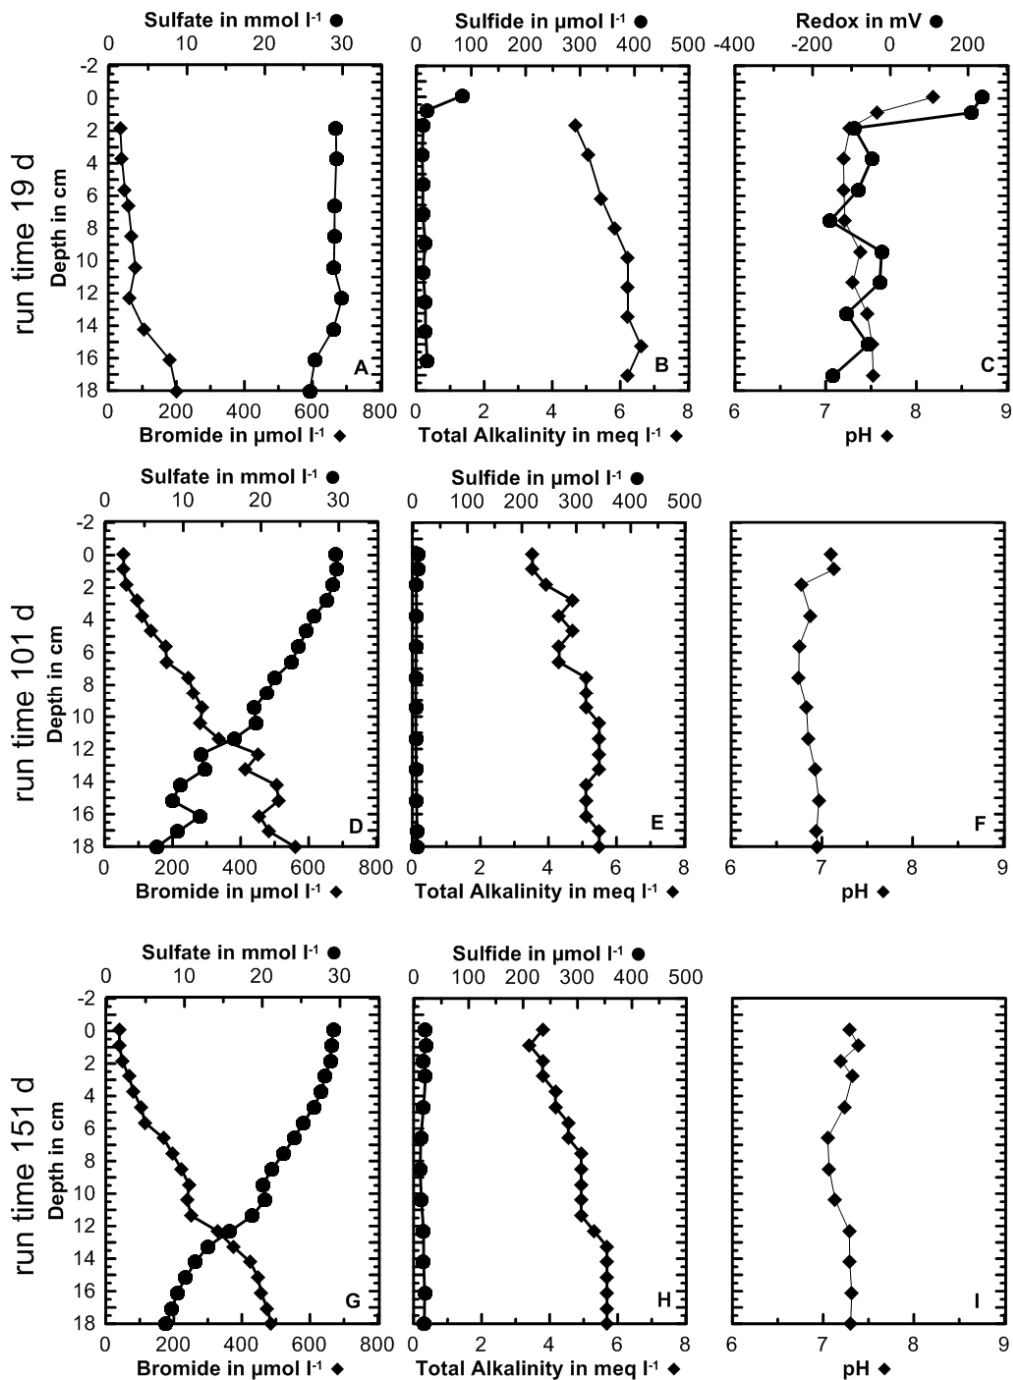 Sulfate in mmol l-1 ●
0 10 20 30
Sulfide in µmol l-1 ●
0 100 200 300 400 500
Redox in mV ●
-400 -200 0 200
run time 19 d
Depth in cm
-2
0
2
4
6
8
10
12
14
16
18
A
B
C
0 200 400 600 800
Bromide in µmol l-1 ◆
0 2 4 6 8
Total Alkalinity in meq l-1 ◆
6 7 8 9
pH ◆
Sulfate in mmol l-1 ●
0 10 20 30
Sulfide in µmol l-1 ●
0 100 200 300 400 500
run time 101 d
Depth in cm
-2
0
2
4
6
8
10
12
14
16
18
D
E
F
0 200 400 600 800
Bromide in µmol l-1 ◆
0 2 4 6 8
Total Alkalinity in meq l-1 ◆
6 7 8 9
pH ◆
Sulfate in mmol l-1 ●
0 10 20 30
Sulfide in µmol l-1 ●
0 100 200 300 400 500
run time 151 d
Depth in cm
-2
0
2
4
6
8
10
12
14
16
18
G
H
I
0 200 400 600 800
Bromide in µmol l-1 ◆
0 2 4 6 8
Total Alkalinity in meq l-1 ◆
6 7 8 9
pH ◆